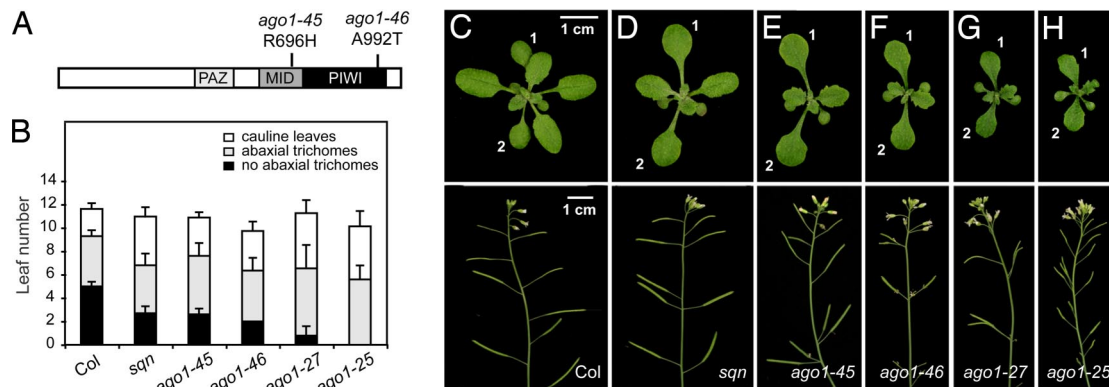 A
ago1-45
R696H
ago1-46
A992T
PAZ
MID
PIWI
B
cauline leaves
abaxial trichomes
no abaxial trichomes
Leaf number
14
12
10
8
6
4
2
0
Col
sqn
ago1-45
ago1-46
ago1-27
ago1-25
C
1
1 cm
2
D
1
2
E
1
2
F
1
2
G
1
2
H
1
2
1 cm
Col
sqn
ago1-45
ago1-46
ago1-27
ago1-25